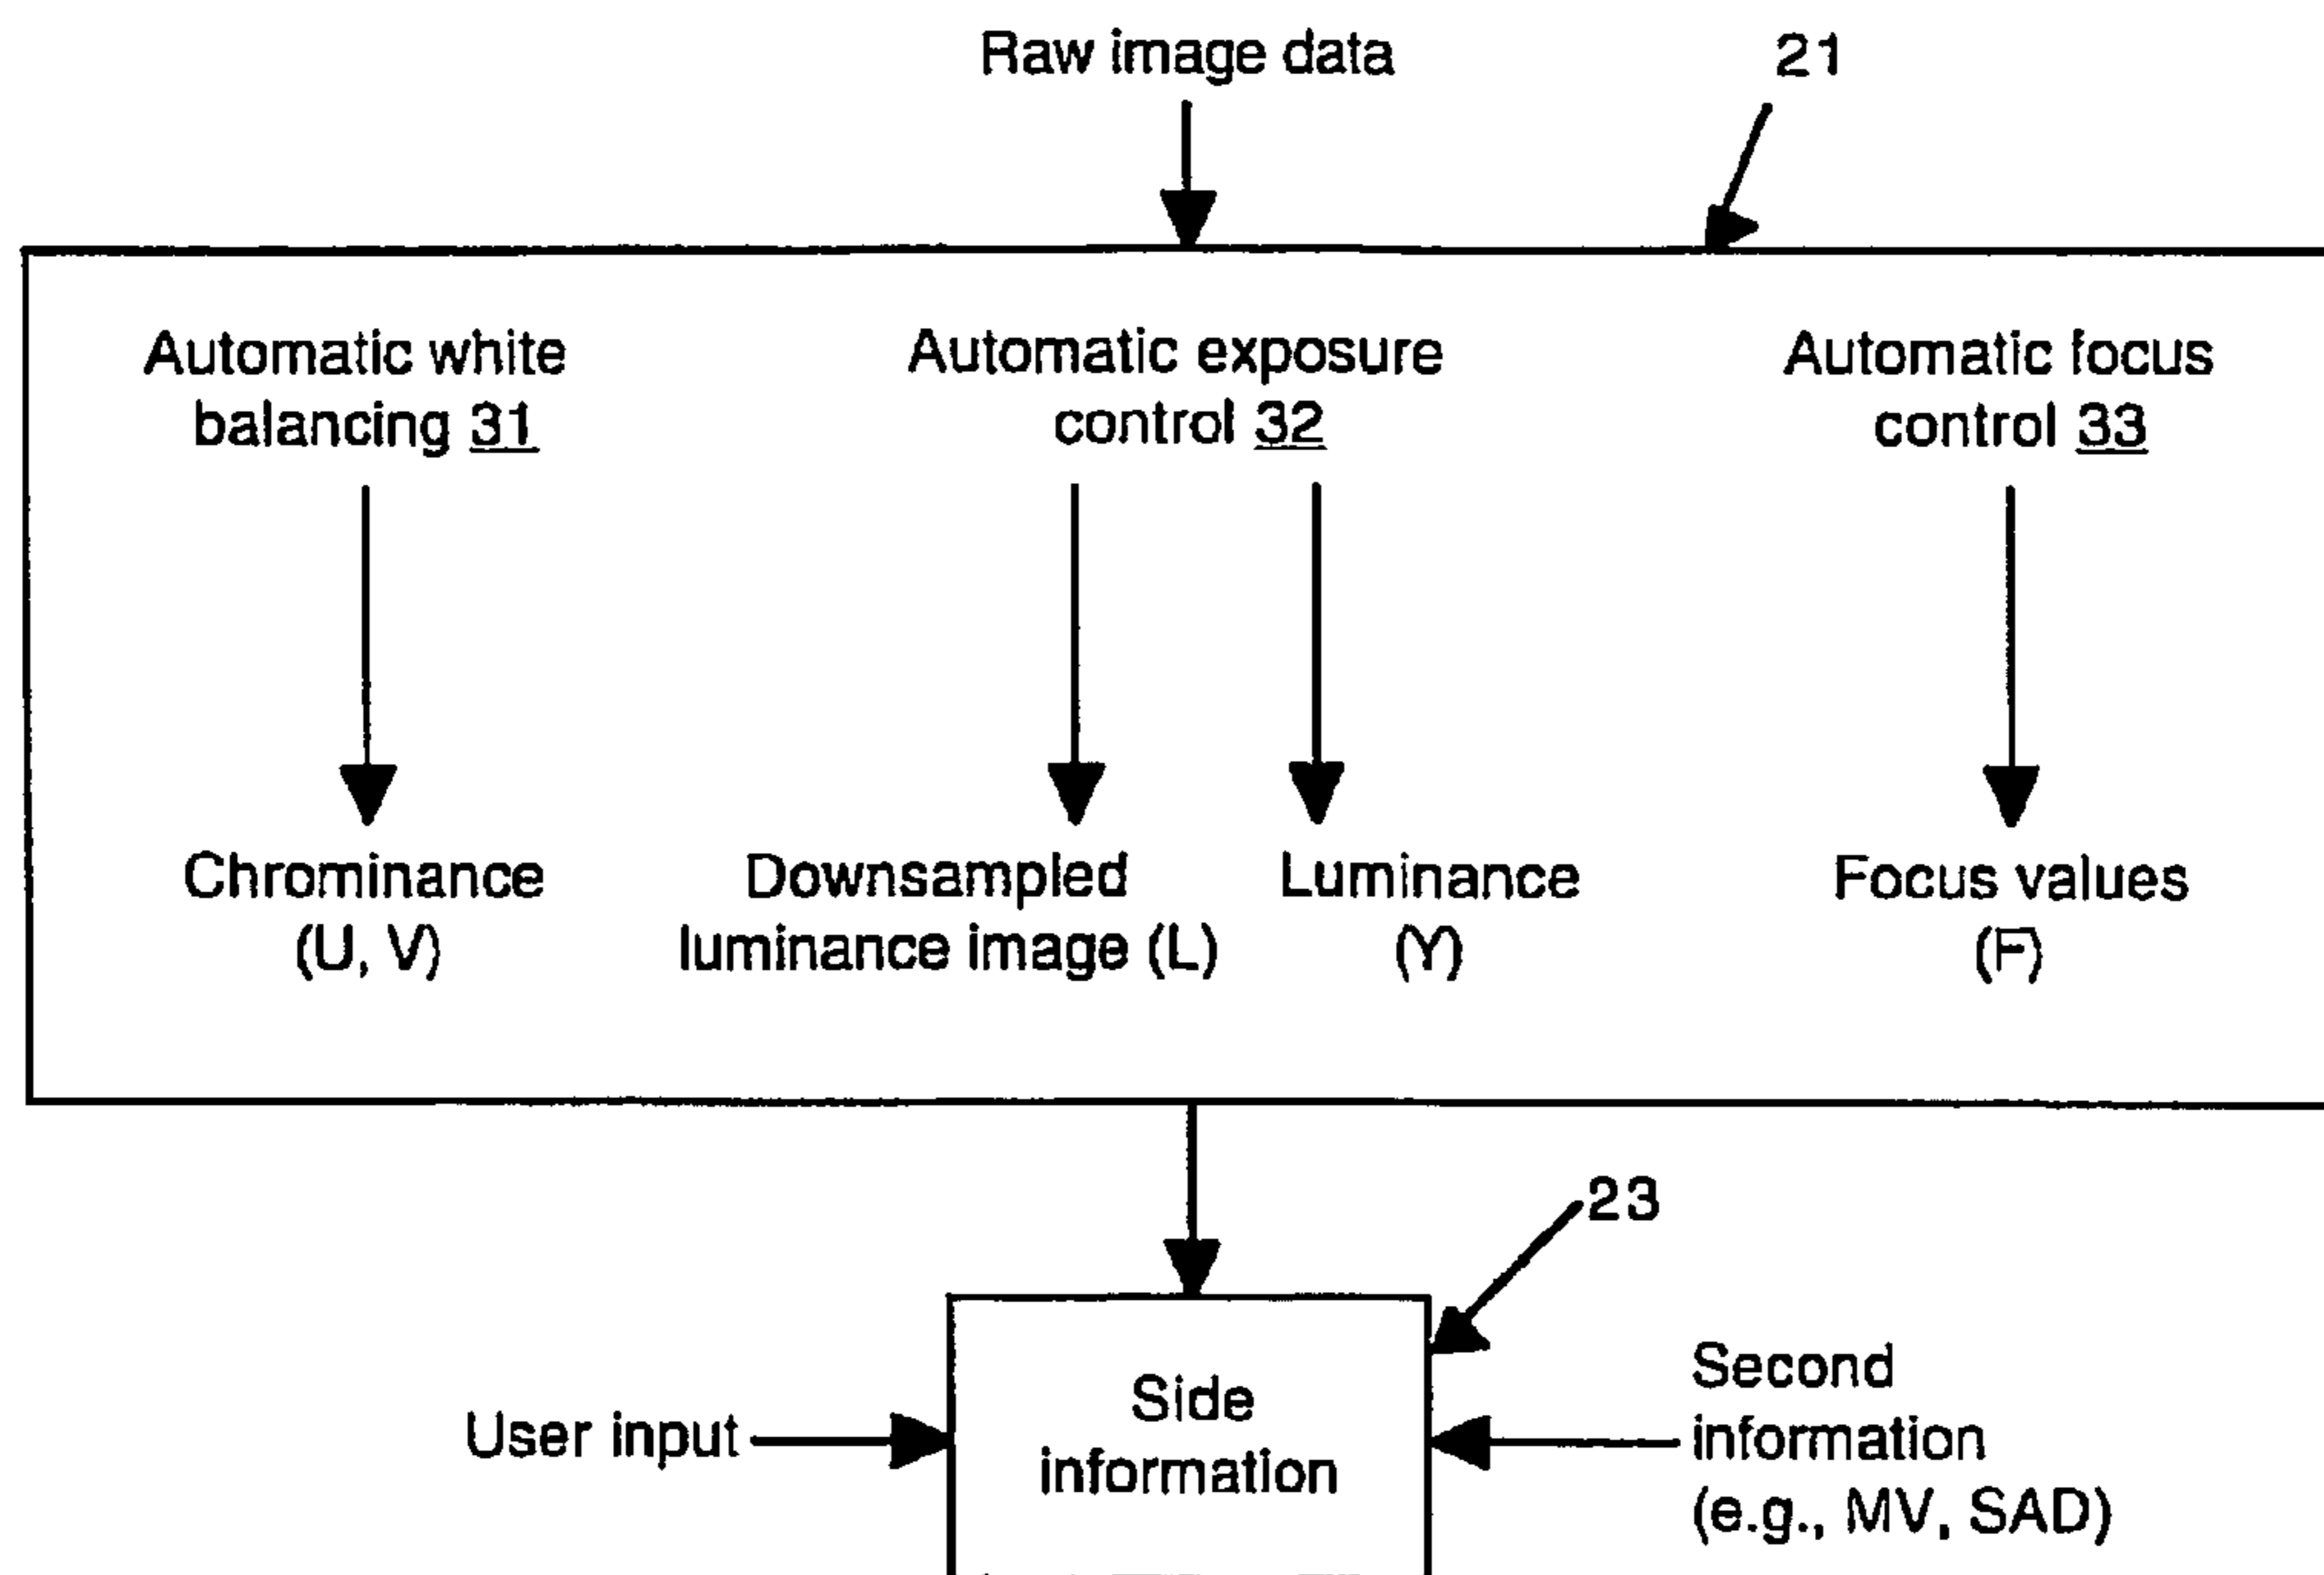 Raw image data
21
Automatic white
balancing 31
Automatic exposure
control 32
Automatic focus
control 33
Chrominance
(U, V)
Downsampled
luminance image (L)
Luminance
(Y)
Focus values
(F)
23
User input
Side
information
Second
information
(e.g., MV, SAD)